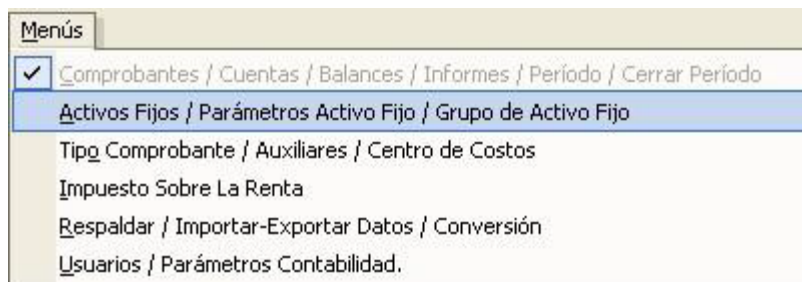 Menús
Comprobantes / Cuentas / Balances / Informes / Período / Cerrar Período
Activos Fijos / Parámetros Activo Fijo / Grupo de Activo Fijo
Tipo Comprobante / Auxiliares / Centro de Costos
Impuesto Sobre La Renta
Respaldar / Importar-Exportar Datos / Conversión
Usuarios / Parámetros Contabilidad.